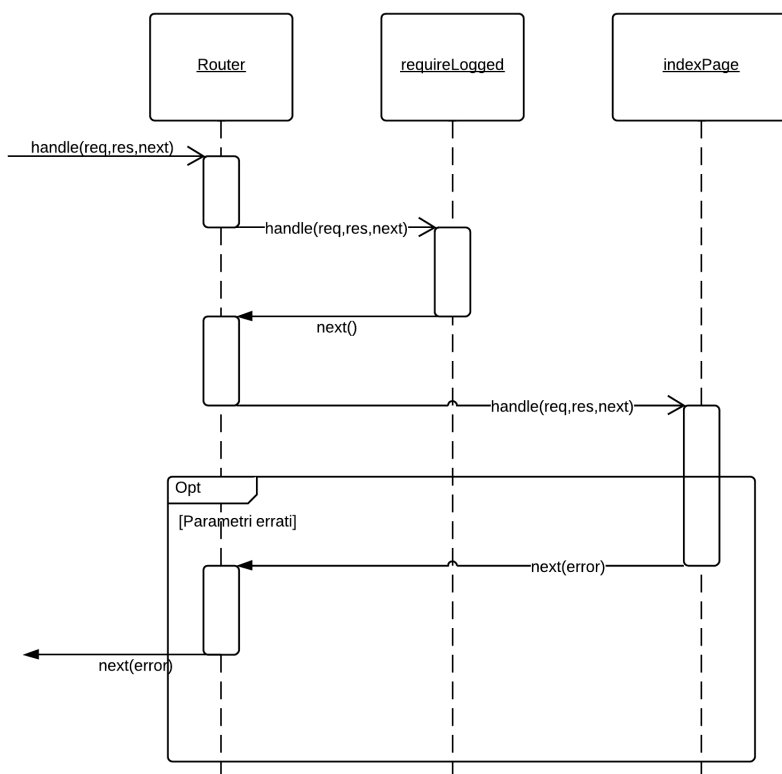 Router
requireLogged
indexPage
handle(req,res,next)
handle(req,res,next)
next()
handle(req,res,next)
Opt
[Parametri errati]
next(error)
next(error)